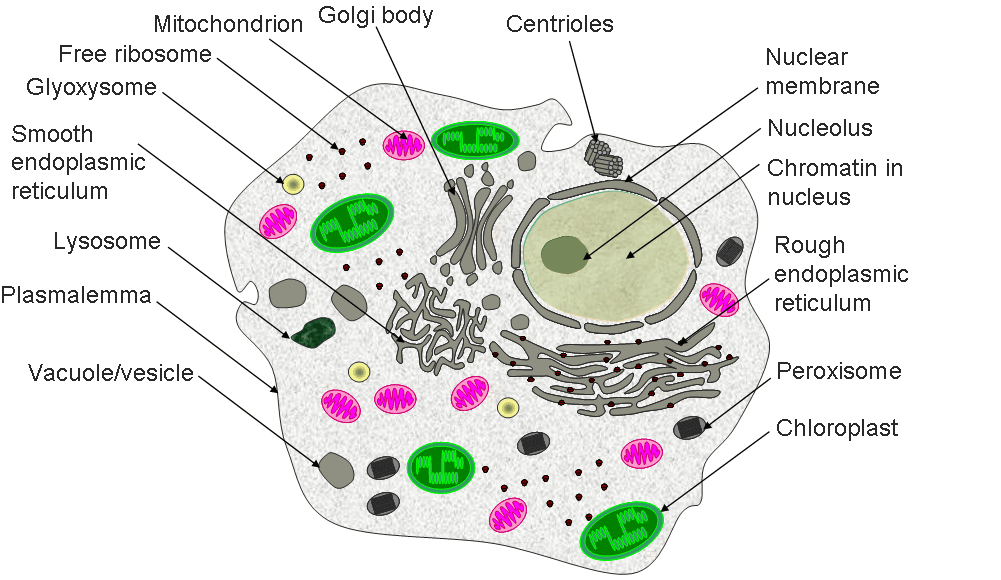 Mitochondrion
Golgi body
Centrioles
Free ribosome
Glyoxysome
Smooth
endoplasmic
reticulum
Lysosome
Plasmalemma
Vacuole/vesicle
Nuclear
membrane
Nucleolus
Chromatin in
nucleus
Rough
endoplasmic
reticulum
Peroxisome
Chloroplast